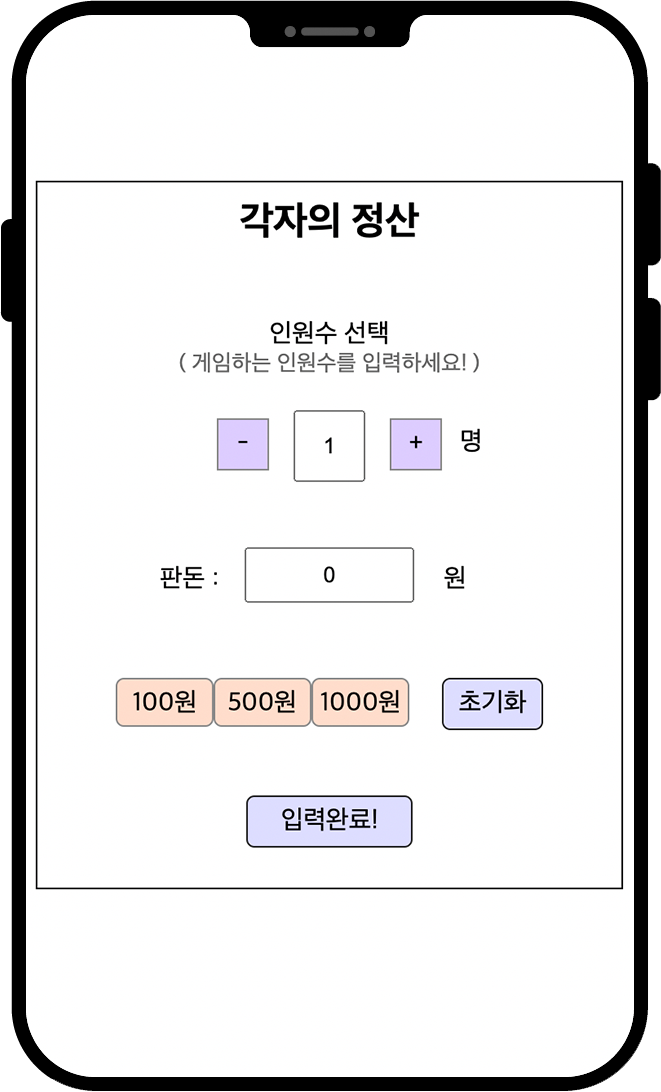 각자의 정산
인원수 선택
( 게임하는 인원수를 입력하세요! )
- 1 + 명
판돈 : 0 원
100원 500원 1000원 초기화
입력완료!